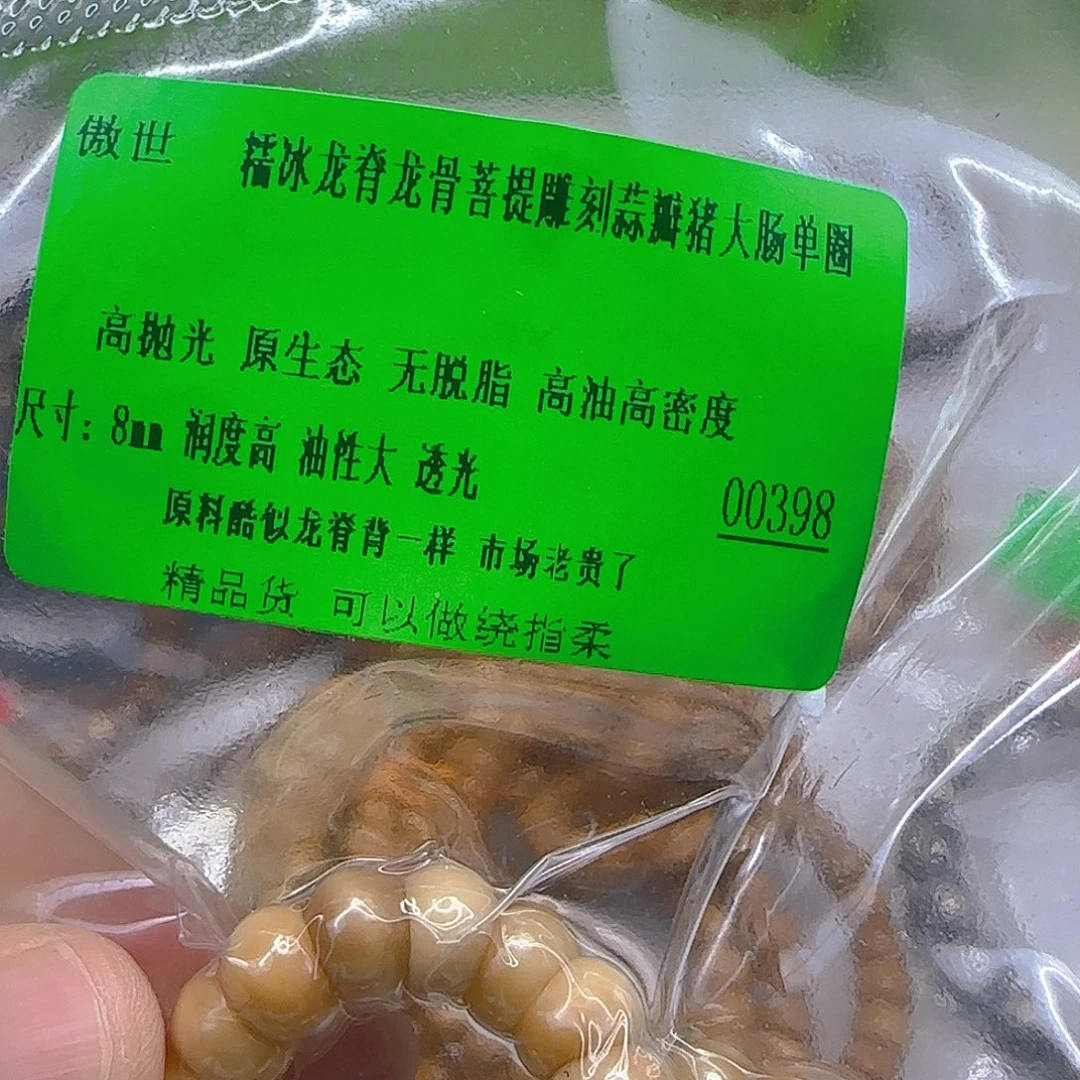 傲世 糯冰龙脊龙骨菩提雕刻蒜瓣猪大肠单圈
高抛光 原生态 无脱脂 高油高密度
尺寸：8mm 润度高 油性大 透光
00398
原料酷似龙脊背一样 市场老贵了
精品货 可以做绕指柔